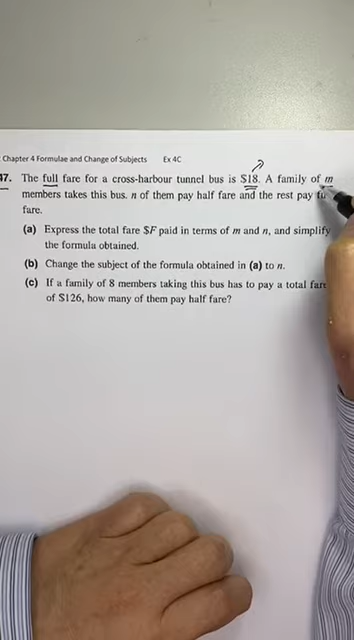 Chapter 4 Formulae and Change of Subjects Ex 4C
17. The full fare for a cross-harbour tunnel bus is $18. A family of m
members takes this bus. n of them pay half fare and the rest pay
fare.
(a) Express the total fare $F paid in terms of m and n, and simplify
the formula obtained.
(b) Change the subject of the formula obtained in (a) to n.
(c) If a family of 8 members taking this bus has to pay a total fare
of $126, how many of them pay half fare?